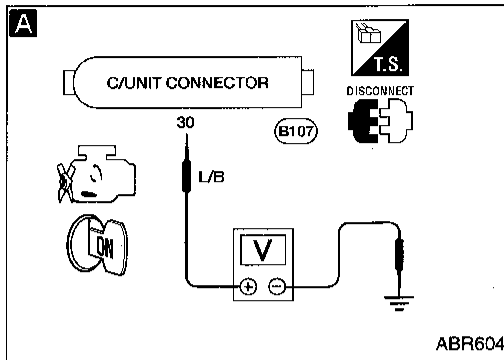 A
T.S.
C/UNIT CONNECTOR
DISCONNECT
30
B107
L/B
ON
V
+ −
ABR604